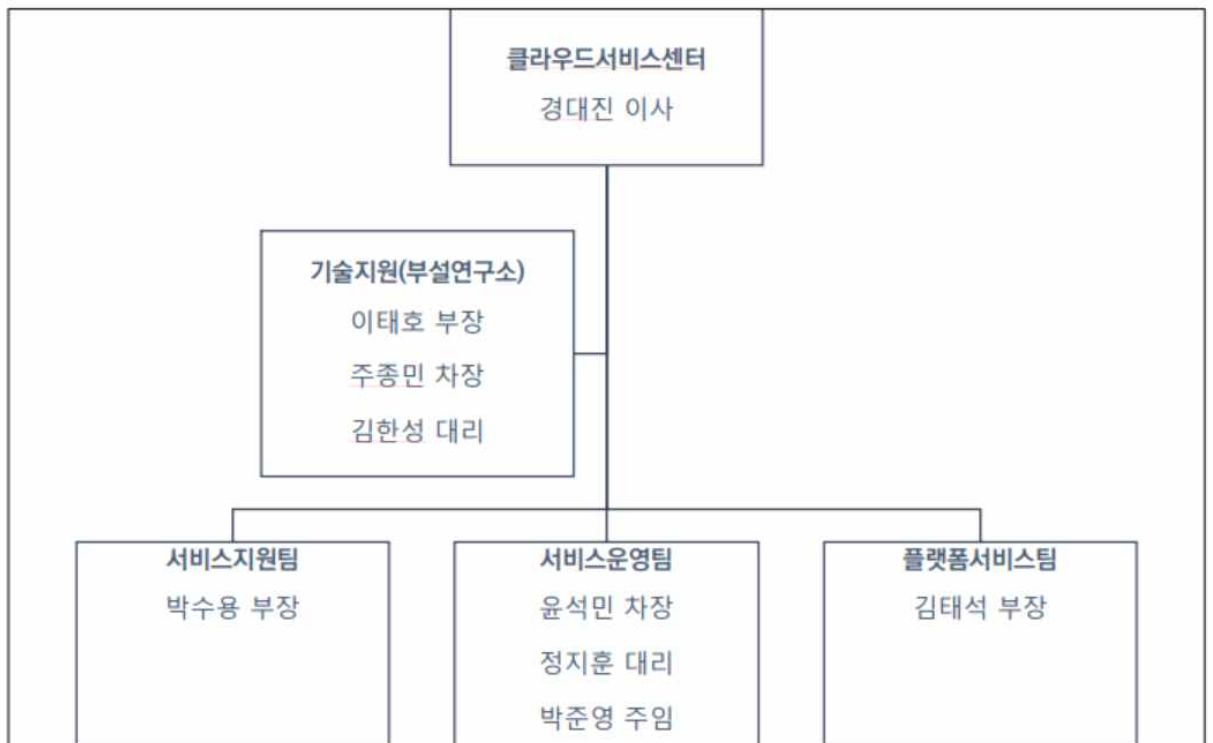 클라우드서비스센터
경대진 이사
기술지원(부설연구소)
이태호 부장
주종민 차장
김한성 대리
서비스지원팀
박수용 부장
서비스운영팀
윤석민 차장
정지훈 대리
박준영 주임
플랫폼서비스팀
김태석 부장